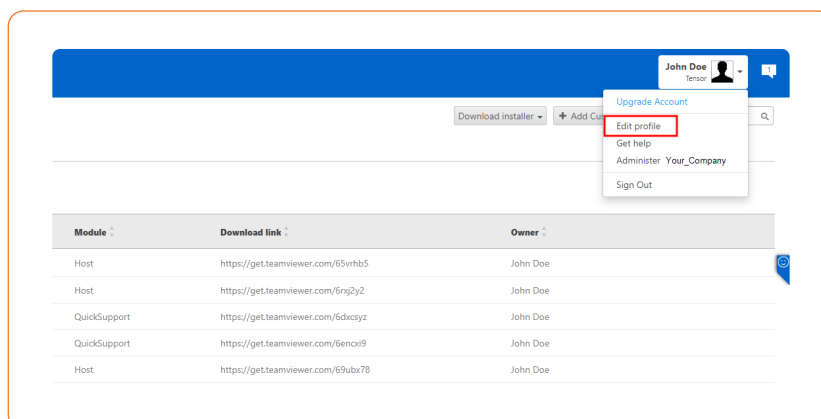 John Doe
Tensor
1
Upgrade Account
Download installer
+ Add Cu
Edit profile
Get help
Administer Your_Company
Sign Out
Module Download link Owner
Host https://get.teamviewer.com/65vrhb5 John Doe
Host https://get.teamviewer.com/6rxj2y2 John Doe
QuickSupport https://get.teamviewer.com/6dxcsyz John Doe
QuickSupport https://get.teamviewer.com/6encxi9 John Doe
Host https://get.teamviewer.com/69ubx78 John Doe